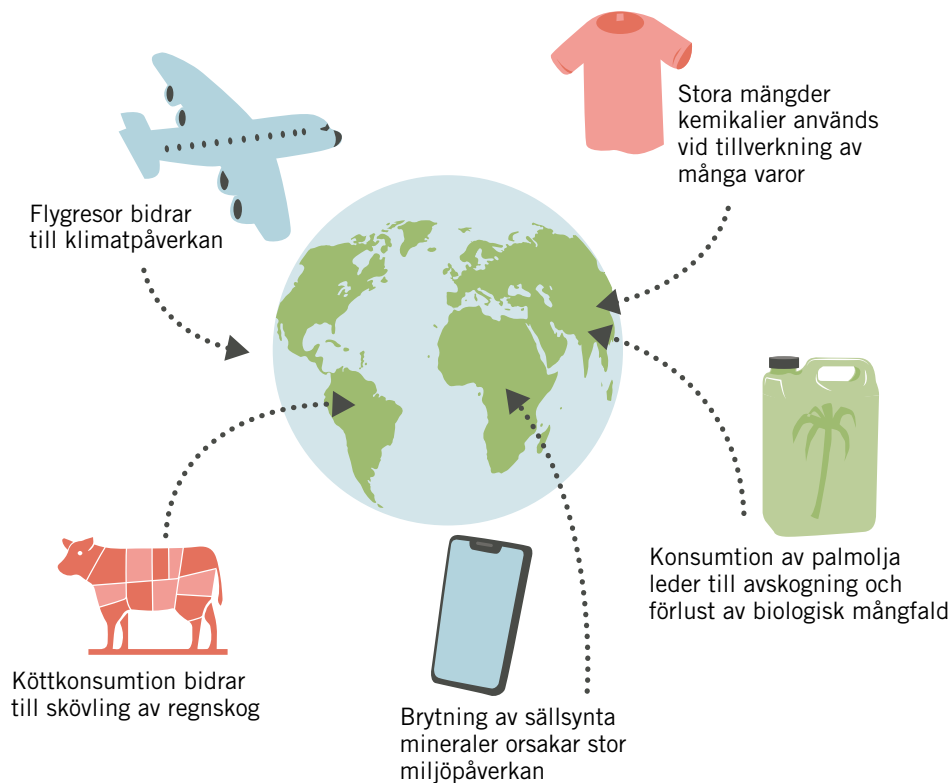 Stora mängder
kemikalier används
vid tillverkning av
många varor
Flygresor bidrar
till klimatpåverkan
Konsumtion av palmolja
leder till avskogning och
förlust av biologisk mångfald
Köttkonsumtion bidrar
till skövling av regnskog
Brytning av sällsynta
mineraler orsakar stor
miljöpåverkan